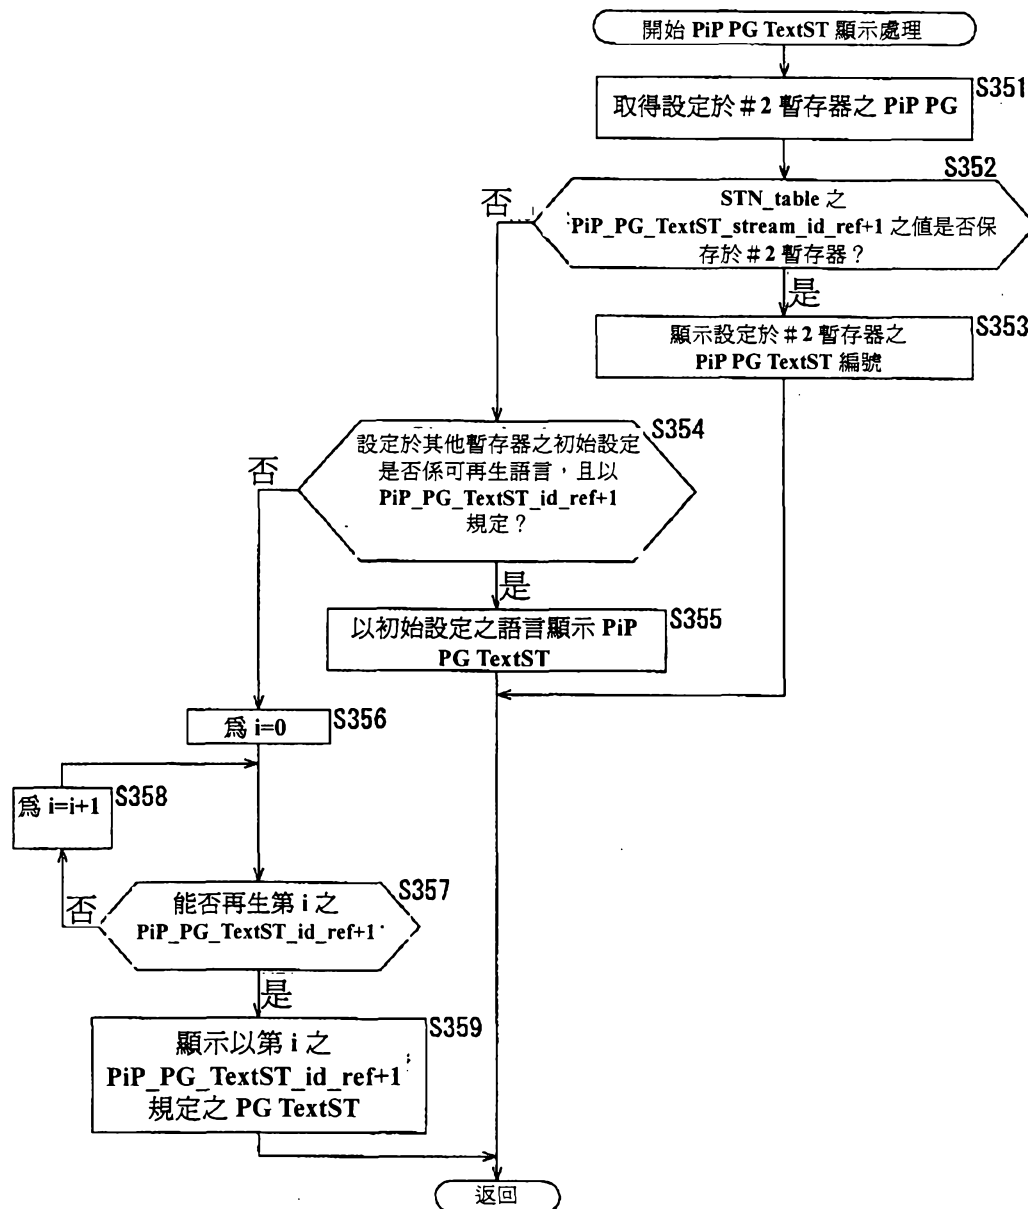 開始 PiP PG TextST 顯示處理
S351
取得設定於＃2 暫存器之 PiP PG
S352
STN_table 之
PiP_PG_TextST_stream_id_ref+1 之值是否保
存於＃2 暫存器？
否
是
S353
顯示設定於＃2 暫存器之
PiP PG TextST 編號
S354
設定於其他暫存器之初始設定
是否係可再生語言，且以
PiP_PG_TextST_id_ref+1
規定？
否
是
S355
以初始設定之語言顯示 PiP
PG TextST
S356
爲 i=0
S358
爲 i=i+1
S357
能否再生第 i 之
PiP_PG_TextST_id_ref+1
否
是
S359
顯示以第 i 之
PiP_PG_TextST_id_ref+1
規定之 PG TextST
返回